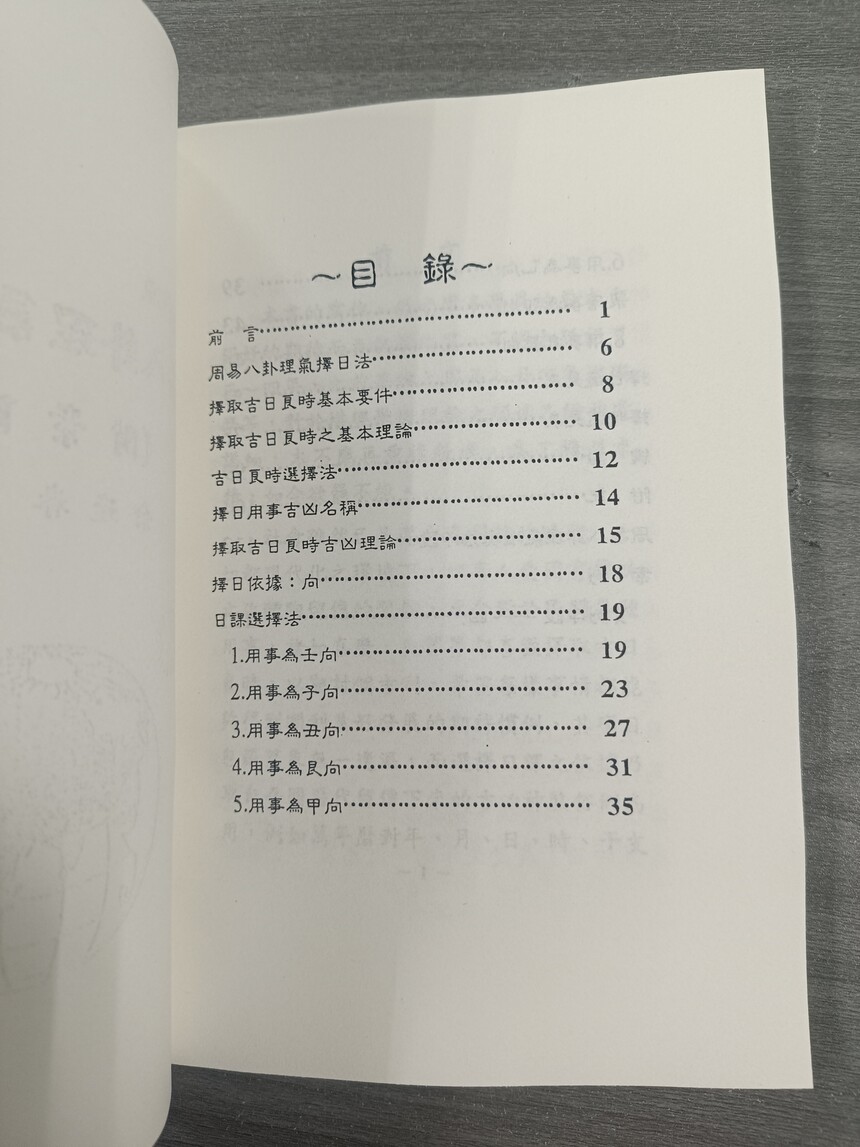 ～目　錄～
前　言……………………………………1
周易八卦理氣擇日法……………………6
擇取吉日良時基本要件…………………8
擇取吉日良時之基本理論………………10
吉日良時選擇法…………………………12
擇日用事吉凶名稱………………………14
擇取吉日良時吉凶理論…………………15
擇日依據：向……………………………18
日課選擇法………………………………19
1.用事為壬向……………………………19
2.用事為子向……………………………23
3.用事為丑向……………………………27
4.用事為艮向……………………………31
5.用事為甲向……………………………35